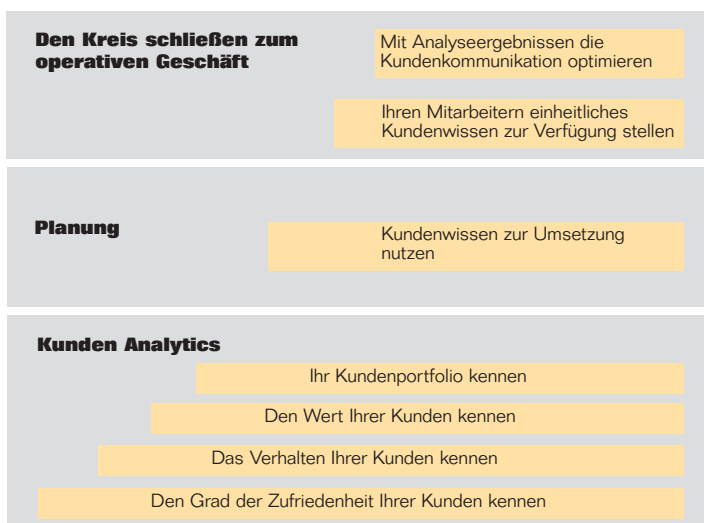 Den Kreis schließen zum
operativen Geschäft
Mit Analyseergebnissen die
Kundenkommunikation optimieren
Ihren Mitarbeitern einheitliches
Kundenwissen zur Verfügung stellen
Planung
Kundenwissen zur Umsetzung
nutzen
Kunden Analytics
Ihr Kundenportfolio kennen
Den Wert Ihrer Kunden kennen
Das Verhalten Ihrer Kunden kennen
Den Grad der Zufriedenheit Ihrer Kunden kennen